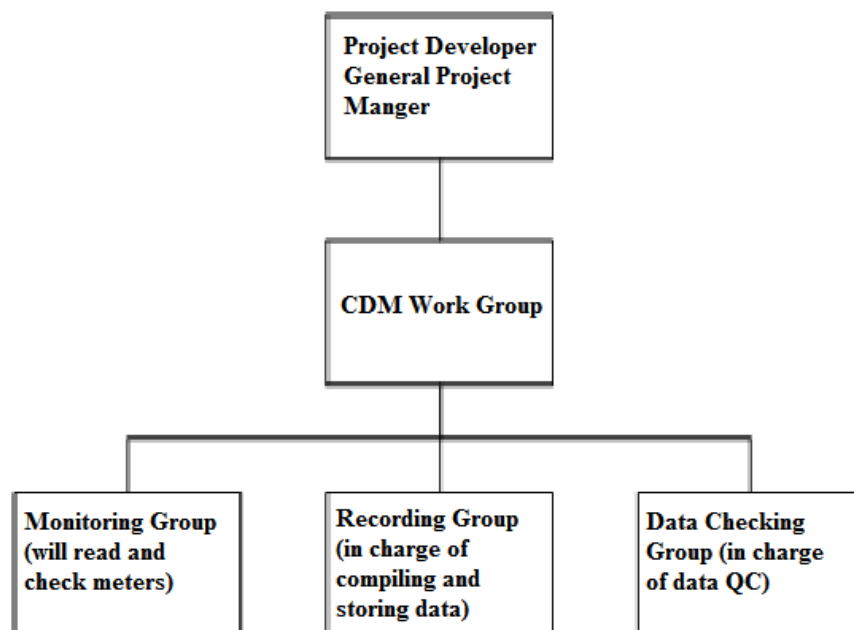 Project Developer
General Project
Manger
CDM Work Group
Monitoring Group
(will read and
check meters)
Recording Group
(in charge of
compiling and
storing data)
Data Checking
Group (in charge
of data QC)